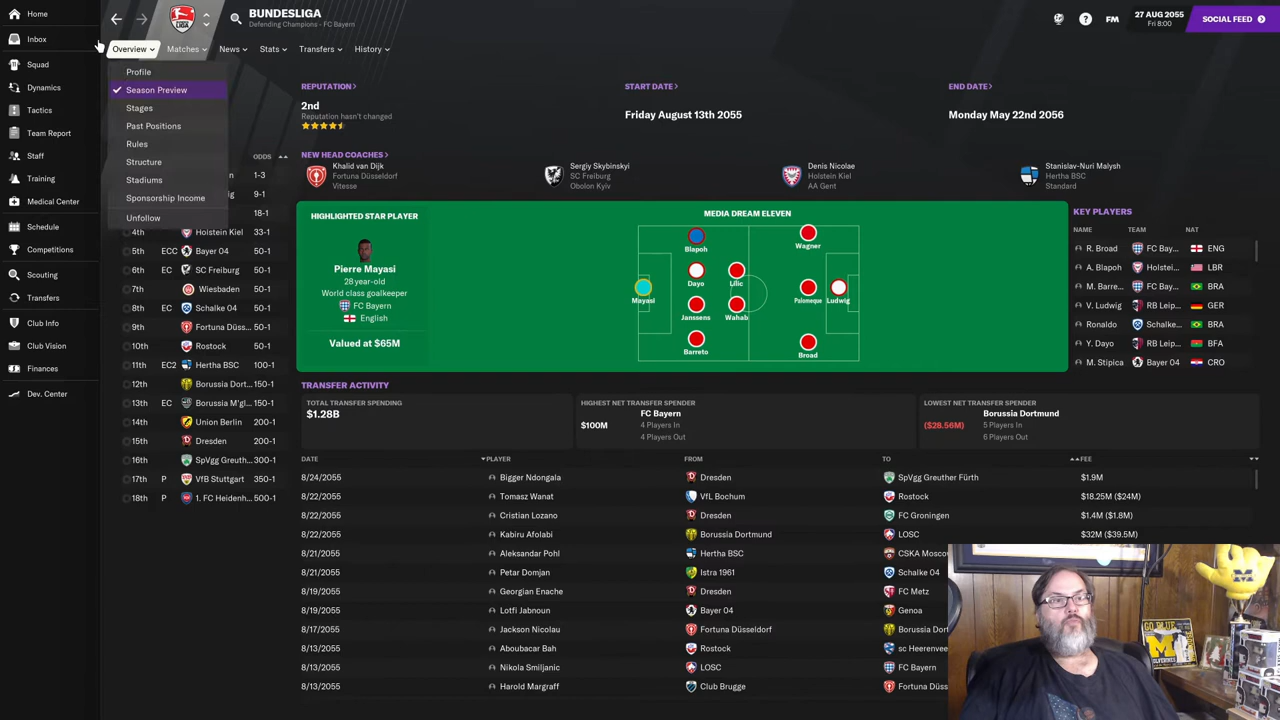 Home
BUNDESLIGA
Defending Champions - FC Bayern
FM
27 AUG 2055
Fri 8:00
SOCIAL FEED
Inbox
Squad
Dynamics
Tactics
Team Report
Staff
Training
Medical Center
Schedule
Competitions
Scouting
Transfers
Club Info
Club Vision
Finances
Dev. Center
Overview
Matches
News
Stats
Transfers
History
Profile
Season Preview
Stages
Past Positions
Rules
Structure
Stadiums
Sponsorship Income
Unfollow
REPUTATION
2nd
Reputation hasn't changed
START DATE
Friday August 13th 2055
END DATE
Monday May 22nd 2056
NEW HEAD COACHES
Khalid van Dijk
Fortuna Düsseldorf
Vitesse
Sergiy Skybinskyi
SC Freiburg
Obolon Kyiv
Denis Nicolae
Holstein Kiel
AA Gent
Stanislav-Nuri Malysh
Hertha BSC
Standard
ODDS
1-3
9-1
18-1
4th Holstein Kiel 33-1
5th ECC Bayer 04 50-1
6th EC SC Freiburg 50-1
7th Wiesbaden 50-1
8th EC Schalke 04 50-1
9th Fortuna Düss... 50-1
10th Rostock 50-1
11th EC2 Hertha BSC 100-1
12th Borussia Dort... 150-1
13th EC Borussia M'gl... 150-1
14th Union Berlin 200-1
15th Dresden 200-1
16th SpVgg Greuth... 300-1
17th P VfB Stuttgart 350-1
18th P 1. FC Heidenh... 500-1
HIGHLIGHTED STAR PLAYER
Pierre Mayasi
28 year-old
World class goalkeeper
FC Bayern
English
Valued at $65M
MEDIA DREAM ELEVEN
Blapoh
Wagner
Dayo
Lilic
Mayasi
Palomeque
Ludwig
Janssens
Wahab
Barreto
Broad
KEY PLAYERS
NAME TEAM NAT
R. Broad FC Bay... ENG
A. Blapoh Holstei... LBR
M. Barre... FC Bay... BRA
V. Ludwig RB Leip... GER
Ronaldo Schalke... BRA
Y. Dayo RB Leip... BFA
M. Stipica Bayer 04 CRO
TRANSFER ACTIVITY
TOTAL TRANSFER SPENDING
$1.28B
HIGHEST NET TRANSFER SPENDER
$100M
FC Bayern
4 Players In
4 Players Out
LOWEST NET TRANSFER SPENDER
($28.56M)
Borussia Dortmund
5 Players In
6 Players Out
DATE PLAYER FROM TO FEE
8/24/2055 Bigger Ndongala Dresden SpVgg Greuther Fürth $1.9M
8/22/2055 Tomasz Wanat VfL Bochum Rostock $18.25M ($24M)
8/22/2055 Cristian Lozano Dresden FC Groningen $1.4M ($1.8M)
8/22/2055 Kabiru Afolabi Borussia Dortmund LOSC $32M ($39.5M)
8/21/2055 Aleksandar Pohl Hertha BSC CSKA Moscow
8/21/2055 Petar Domjan Istra 1961 Schalke 04
8/19/2055 Georgian Enache Dresden FC Metz
8/19/2055 Lotfi Jabnoun Bayer 04 Genoa
8/17/2055 Jackson Nicolau Fortuna Düsseldorf Borussia Dort
8/13/2055 Aboubacar Bah Rostock sc Heerenvee
8/13/2055 Nikola Smiljanic LOSC FC Bayern
8/13/2055 Harold Margraff Club Brugge Fortuna Düss
GO BLUE
M
WOLVERINES